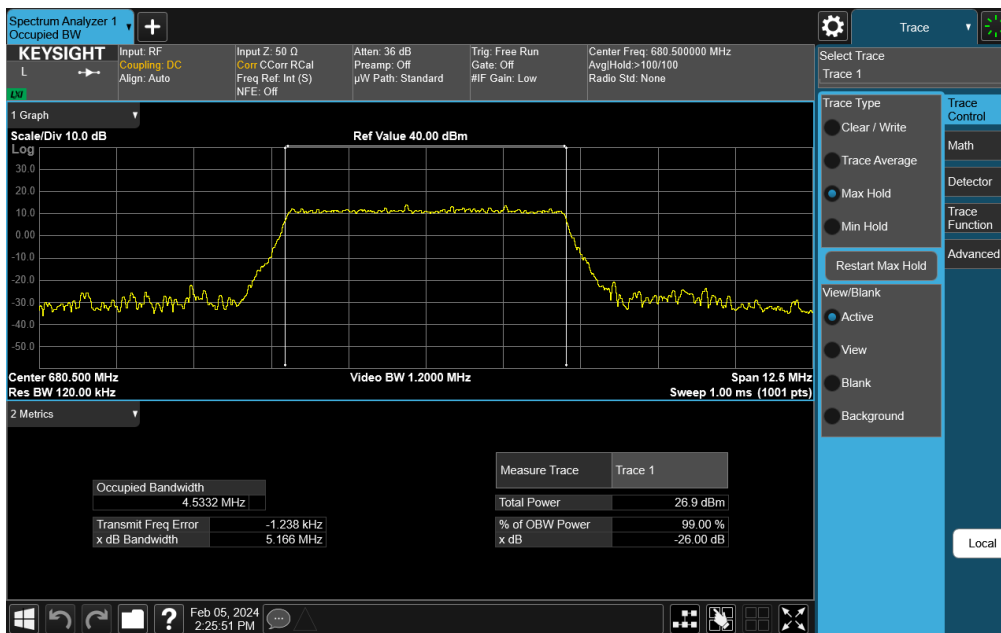 Spectrum Analyzer 1
Occupied BW
KEYSIGHT
L
LXI
Input: RF
Coupling: DC
Align: Auto
Input Z: 50 Ω
Corr CCorr RCal
Freq Ref: Int (S)
NFE: Off
Atten: 36 dB
Preamp: Off
µW Path: Standard
Trig: Free Run
Gate: Off
#IF Gain: Low
Center Freq: 680.500000 MHz
Avg|Hold:>100/100
Radio Std: None
1 Graph
Scale/Div 10.0 dB
Ref Value 40.00 dBm
Log
30.0
20.0
10.0
0.00
-10.0
-20.0
-30.0
-40.0
-50.0
Center 680.500 MHz
Video BW 1.2000 MHz
Span 12.5 MHz
Res BW 120.00 kHz
Sweep 1.00 ms (1001 pts)
2 Metrics
Occupied Bandwidth
4.5332 MHz
Transmit Freq Error -1.238 kHz
x dB Bandwidth 5.166 MHz
Measure Trace Trace 1
Total Power 26.9 dBm
% of OBW Power 99.00 %
x dB -26.00 dB
Feb 05, 2024
2:25:51 PM
Trace
Select Trace
Trace 1
Trace Type
Clear / Write
Trace Average
Max Hold
Min Hold
Restart Max Hold
View/Blank
Active
View
Blank
Background
Trace
Control
Math
Detector
Trace
Function
Advanced
Local